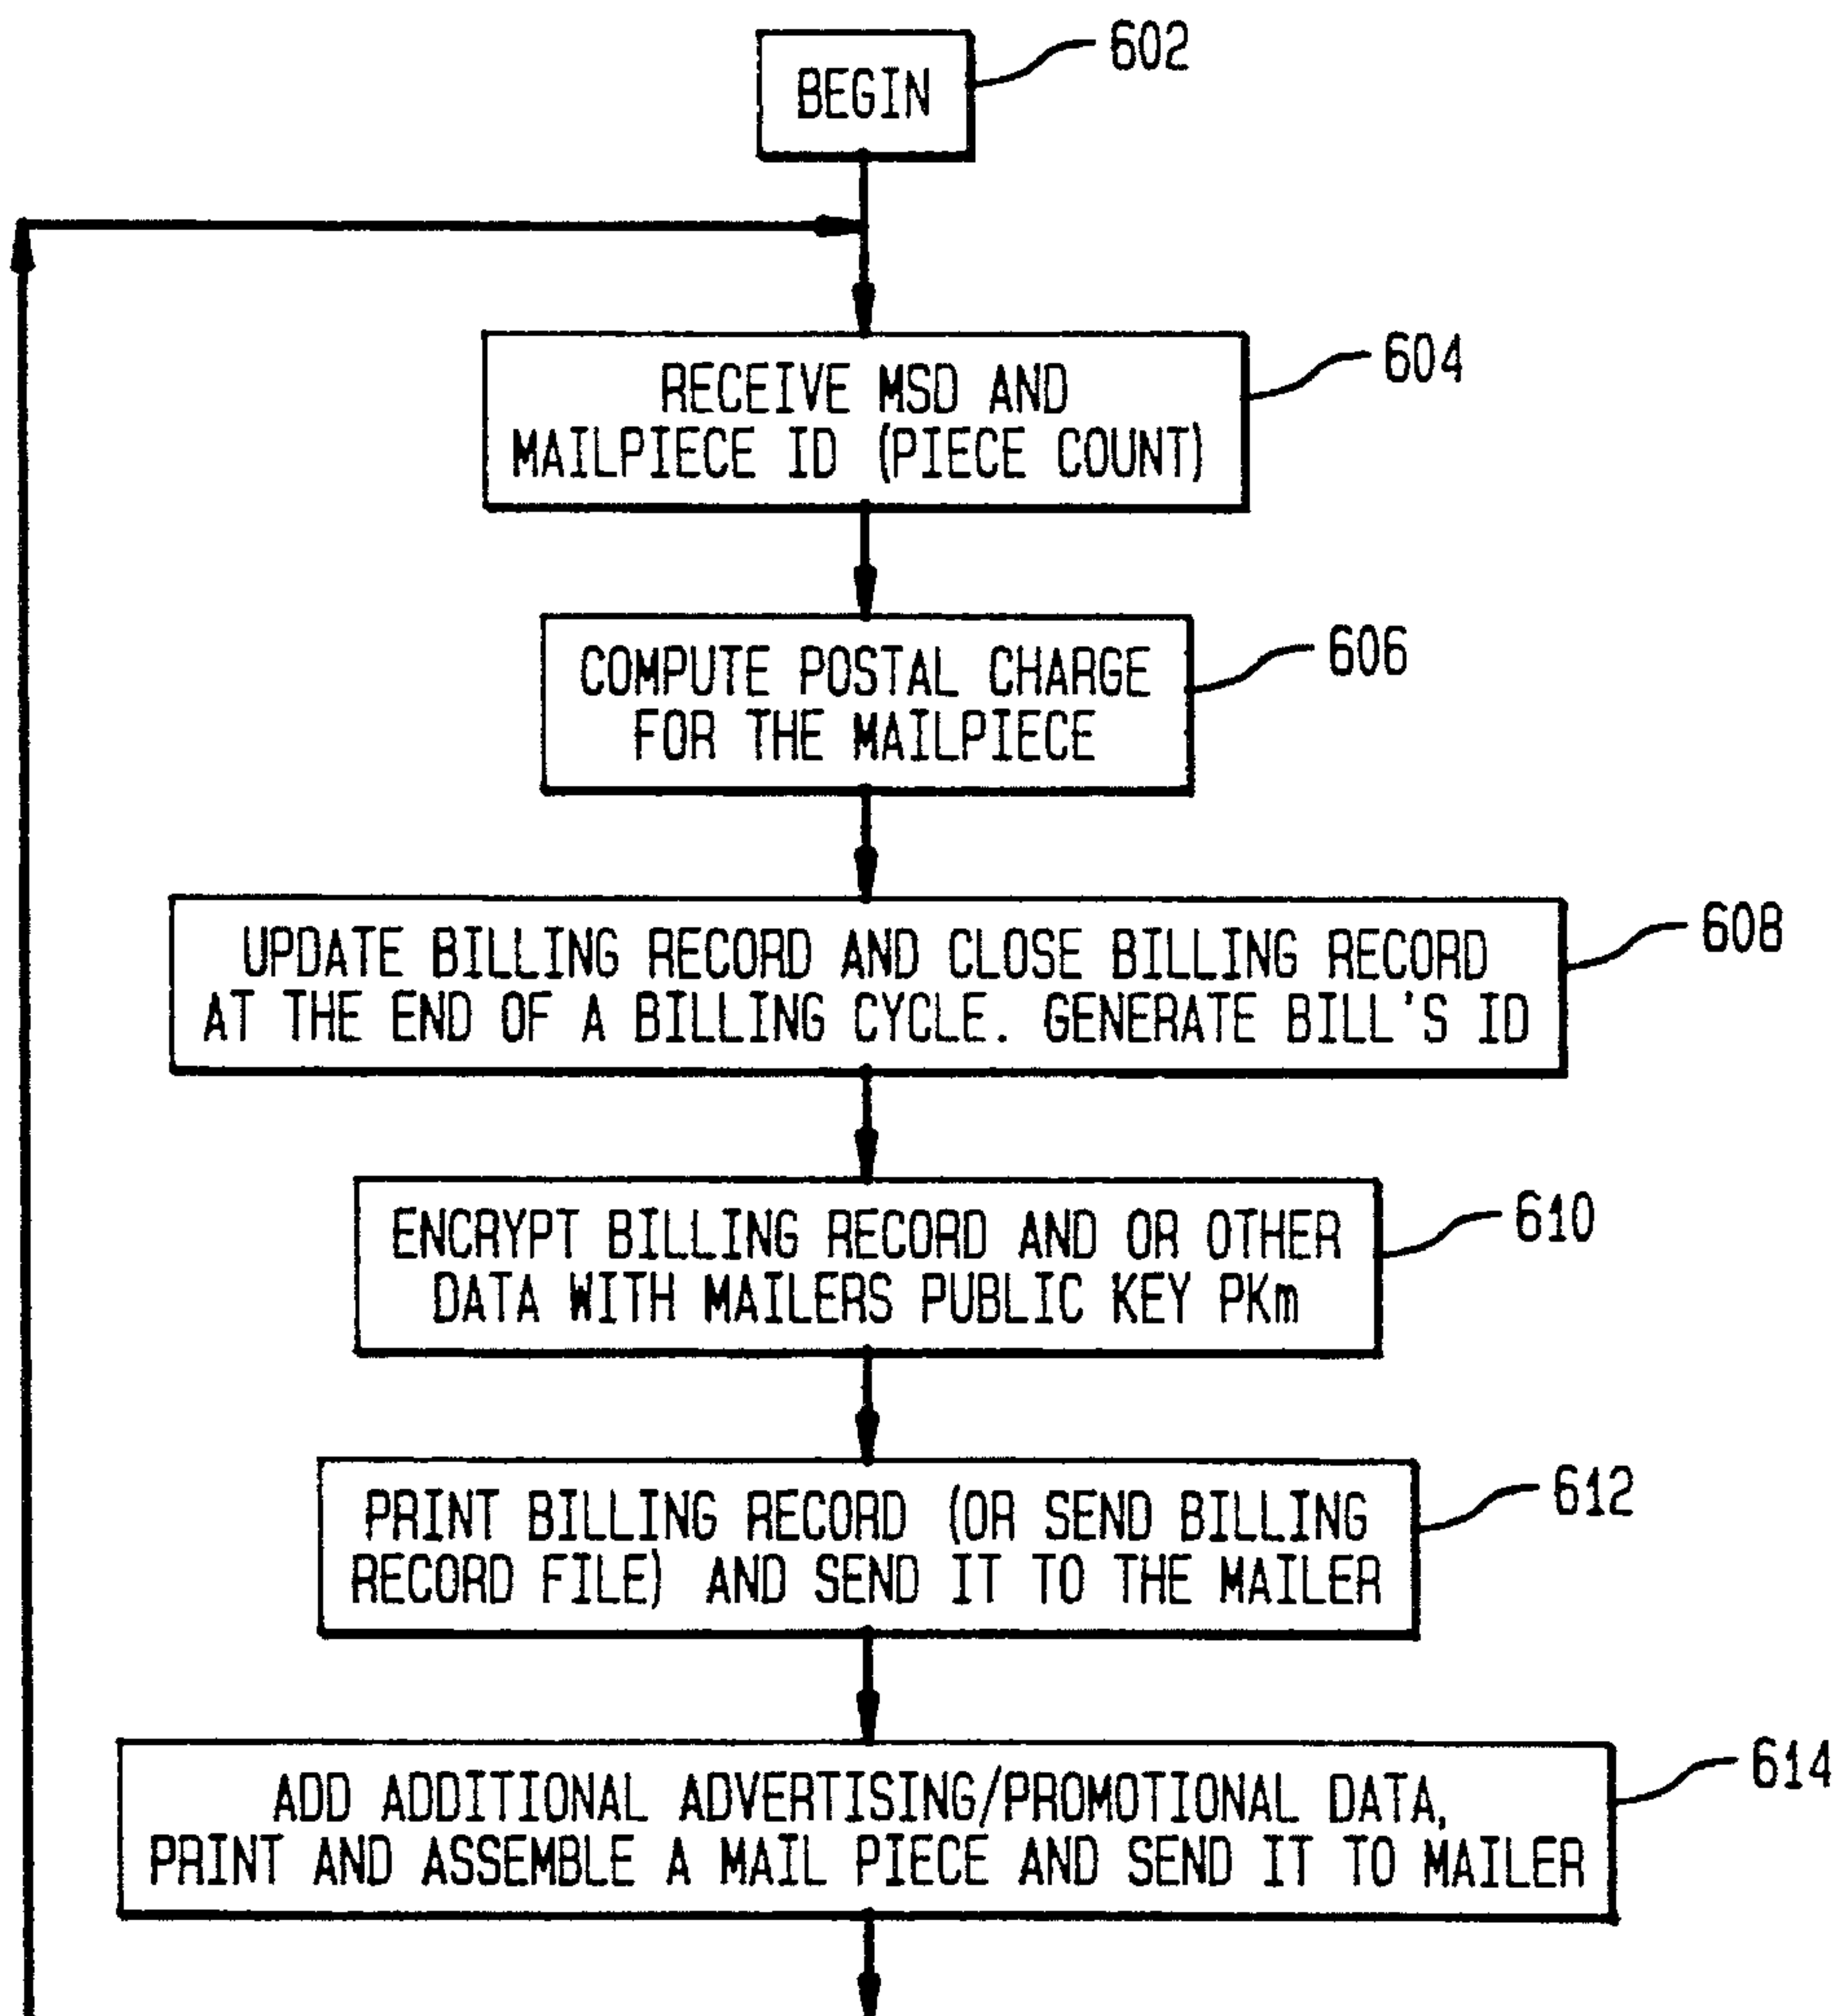 BEGIN
602
RECEIVE MSD AND
MAILPIECE ID (PIECE COUNT)
604
COMPUTE POSTAL CHARGE
FOR THE MAILPIECE
606
UPDATE BILLING RECORD AND CLOSE BILLING RECORD
AT THE END OF A BILLING CYCLE. GENERATE BILL'S ID
608
ENCRYPT BILLING RECORD AND OR OTHER
DATA WITH MAILERS PUBLIC KEY PKm
610
PRINT BILLING RECORD (OR SEND BILLING
RECORD FILE) AND SEND IT TO THE MAILER
612
ADD ADDITIONAL ADVERTISING/PROMOTIONAL DATA,
PRINT AND ASSEMBLE A MAIL PIECE AND SEND IT TO MAILER
614